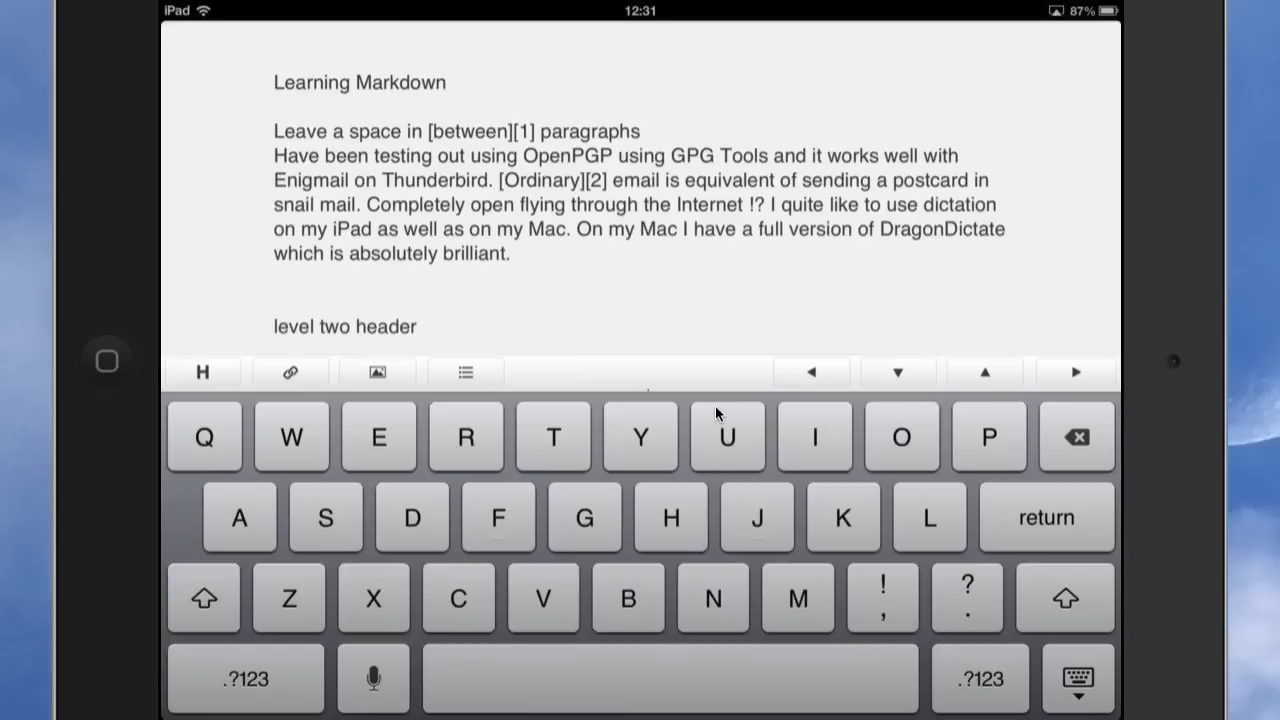 iPad 12:31 87%
Learning Markdown
Leave a space in [between][1] paragraphs
Have been testing out using OpenPGP using GPG Tools and it works well with
Enigmail on Thunderbird. [Ordinary][2] email is equivalent of sending a postcard in
snail mail. Completely open flying through the Internet !? I quite like to use dictation
on my iPad as well as on my Mac. On my Mac I have a full version of DragonDictate
which is absolutely brilliant.
level two header
H
Q W E R T Y U I O P
A S D F G H J K L return
Z X C V B N M ! , ? .
.?123 .?123